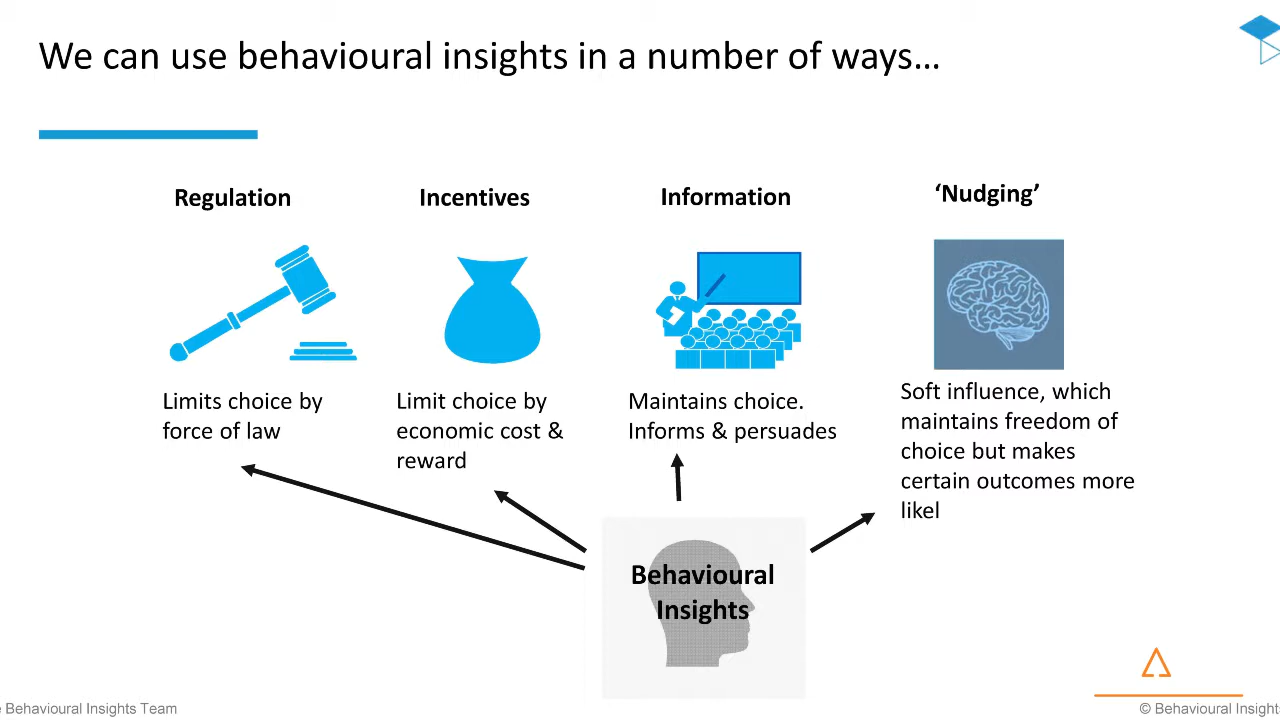 We can use behavioural insights in a number of ways…
Regulation
Limits choice by
force of law
Incentives
Limit choice by
economic cost &
reward
Information
Maintains choice.
Informs & persuades
‘Nudging’
Soft influence, which
maintains freedom of
choice but makes
certain outcomes more
likel
Behavioural
Insights
Behavioural Insights Team
© Behavioural